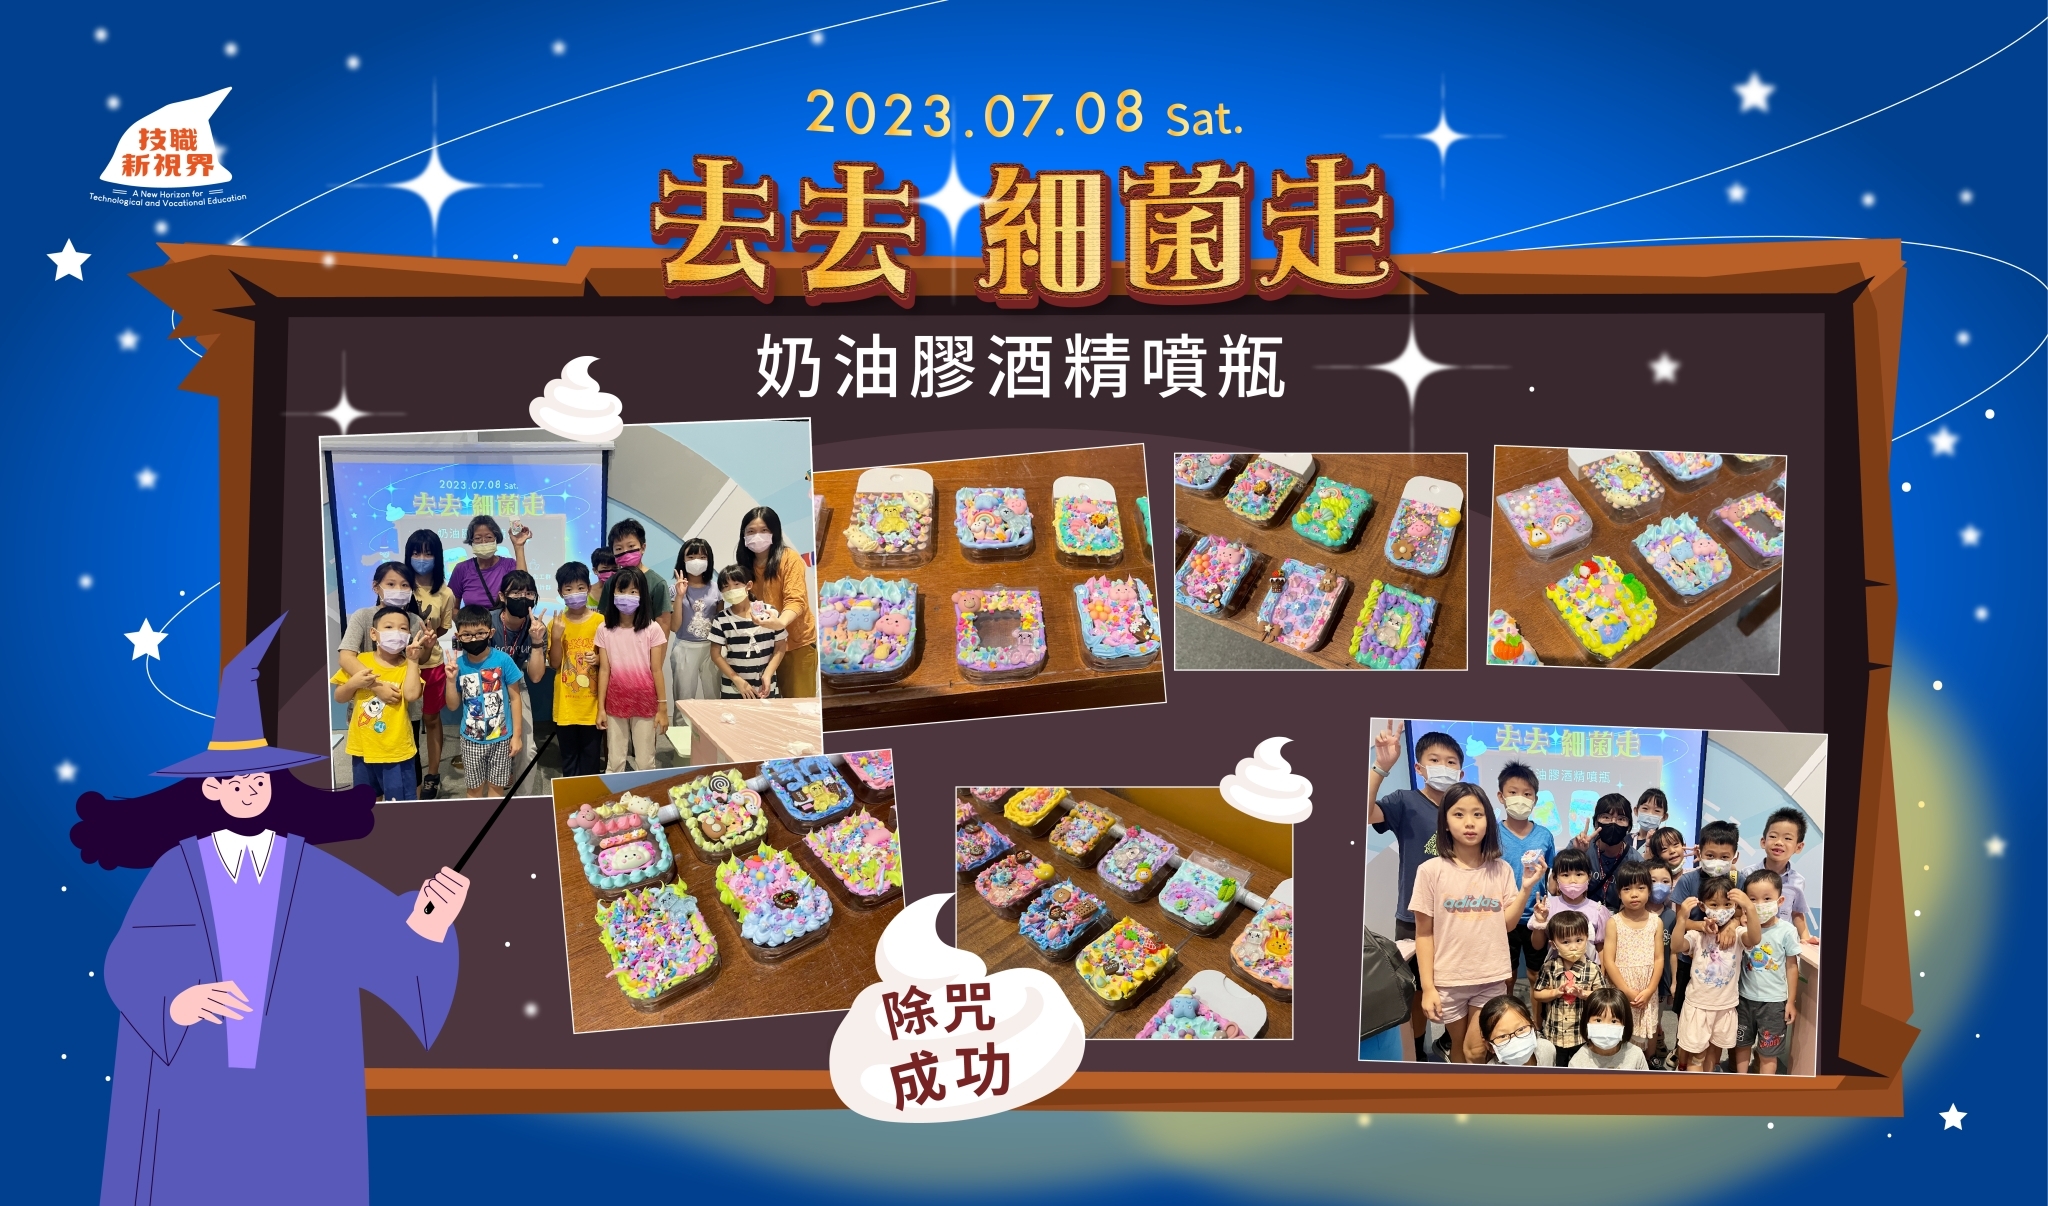 技職
新視界
A New Horizon for
Technological and Vocational Education
2023.07.08 Sat.
去去 細菌走
奶油膠酒精噴瓶
2023.07.08 Sat.
去去 細菌走
奶油
去去 細菌走
油膠酒精噴瓶
adidas
除咒
成功